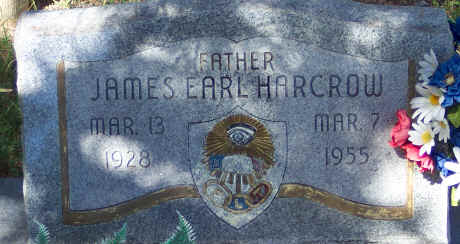 FATHER
JAMES EARL HARCROW
MAR. 13 MAR. 7
1928 1955